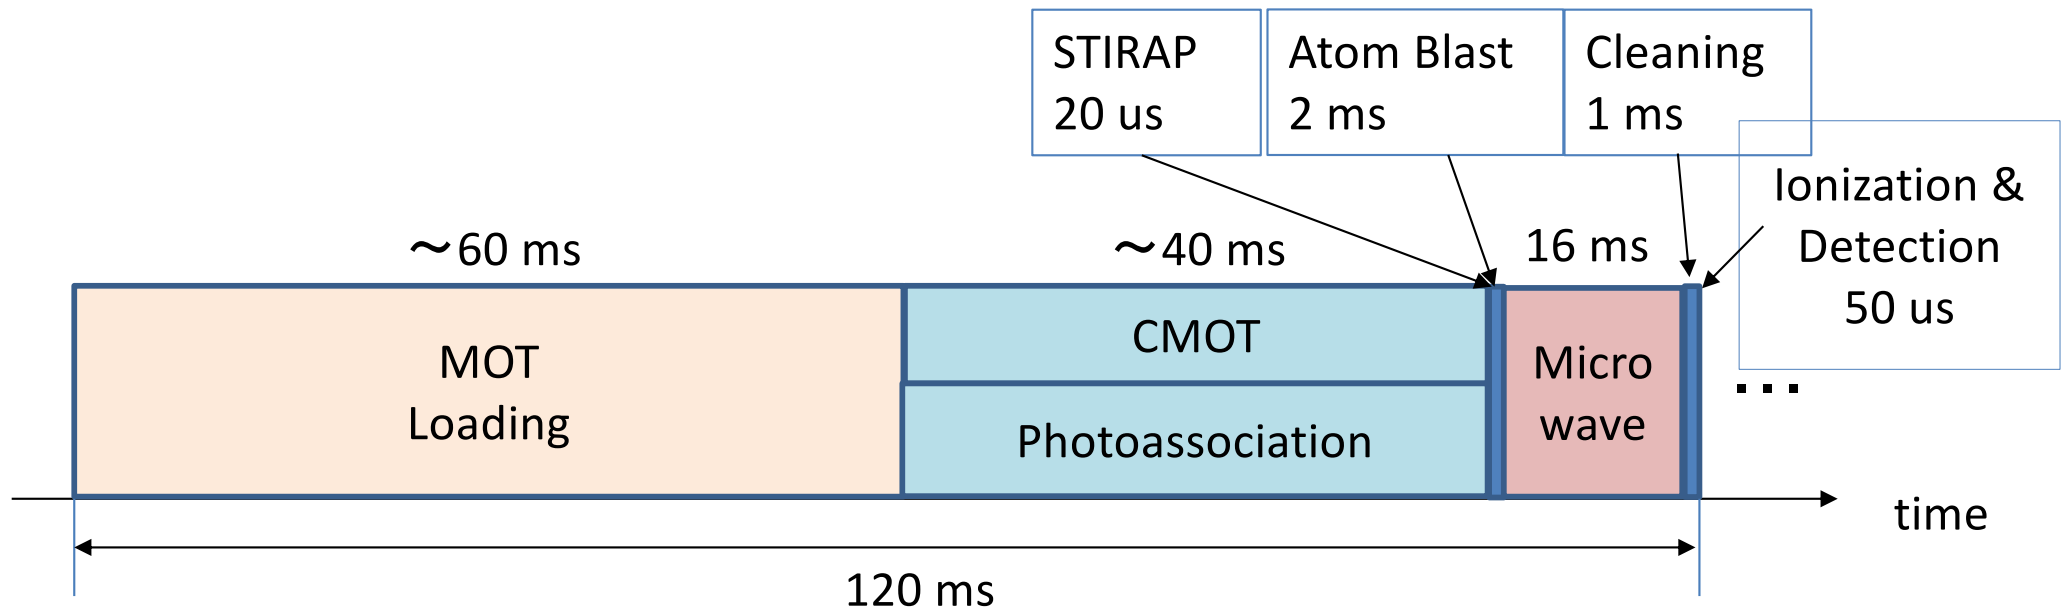 STIRAP
20 us
Atom Blast
2 ms
Cleaning
1 ms
Ionization &
Detection
50 us
～60 ms
～40 ms
16 ms
MOT
Loading
CMOT
Photoassociation
Micro
wave
...
time
120 ms